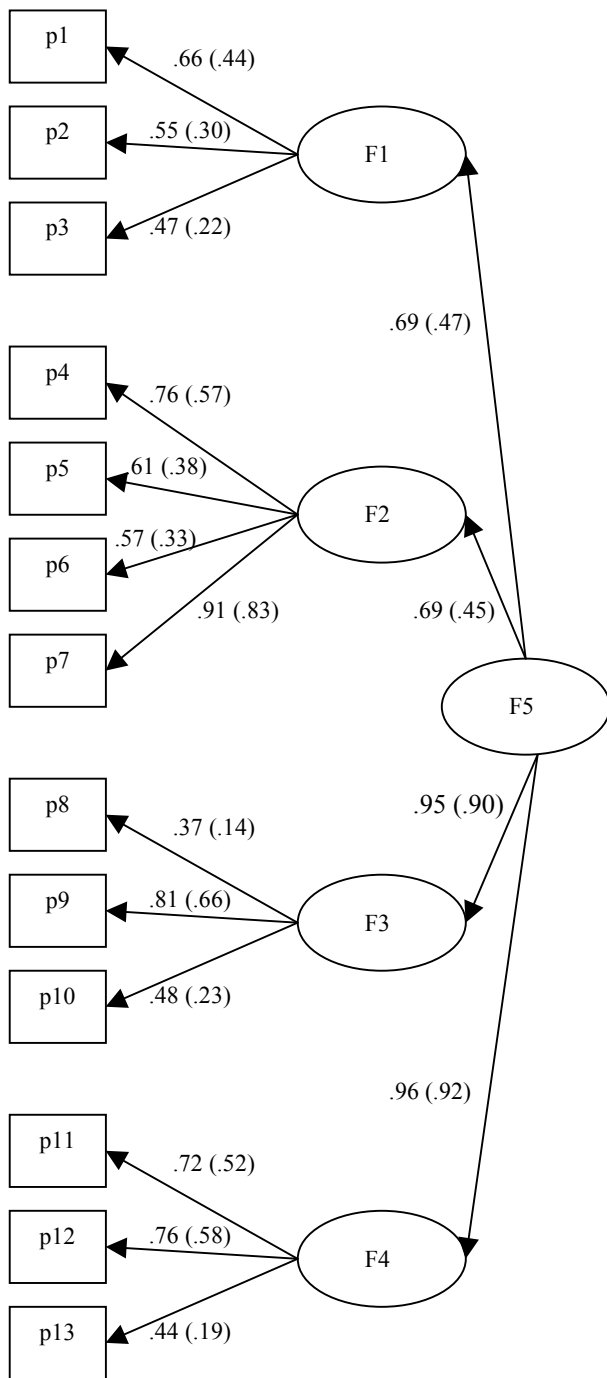 p1
.66 (.44)
p2
.55 (.30)
F1
p3
.47 (.22)
.69 (.47)
p4
.76 (.57)
p5
.61 (.38)
F2
p6
.57 (.33)
p7
.91 (.83)
.69 (.45)
F5
p8
.37 (.14)
.95 (.90)
p9
.81 (.66)
F3
p10
.48 (.23)
.96 (.92)
p11
.72 (.52)
p12
.76 (.58)
F4
p13
.44 (.19)